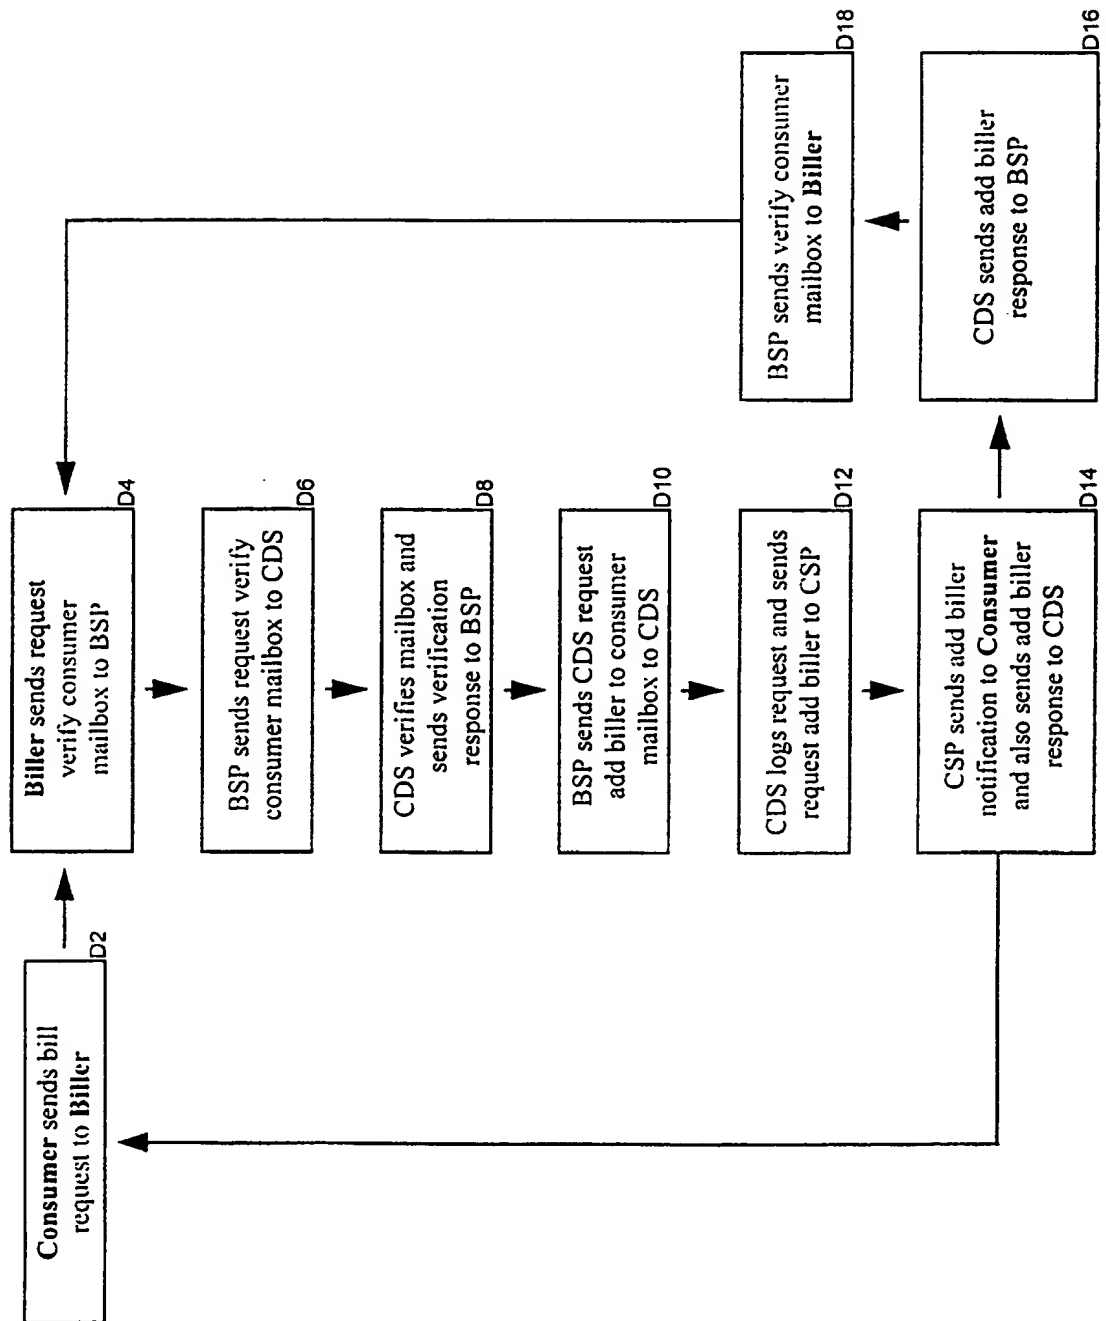 Consumer sends bill
request to Biller
D2
Biller sends request
verify consumer
mailbox to BSP
D4
BSP sends request verify
consumer mailbox to CDS
D6
CDS verifies mailbox and
sends verification
response to BSP
D8
BSP sends CDS request
add biller to consumer
mailbox to CDS
D10
CDS logs request and sends
request add biller to CSP
D12
CSP sends add biller
notification to Consumer
and also sends add biller
response to CDS
D14
CDS sends add biller
response to BSP
D16
BSP sends verify consumer
mailbox to Biller
D18